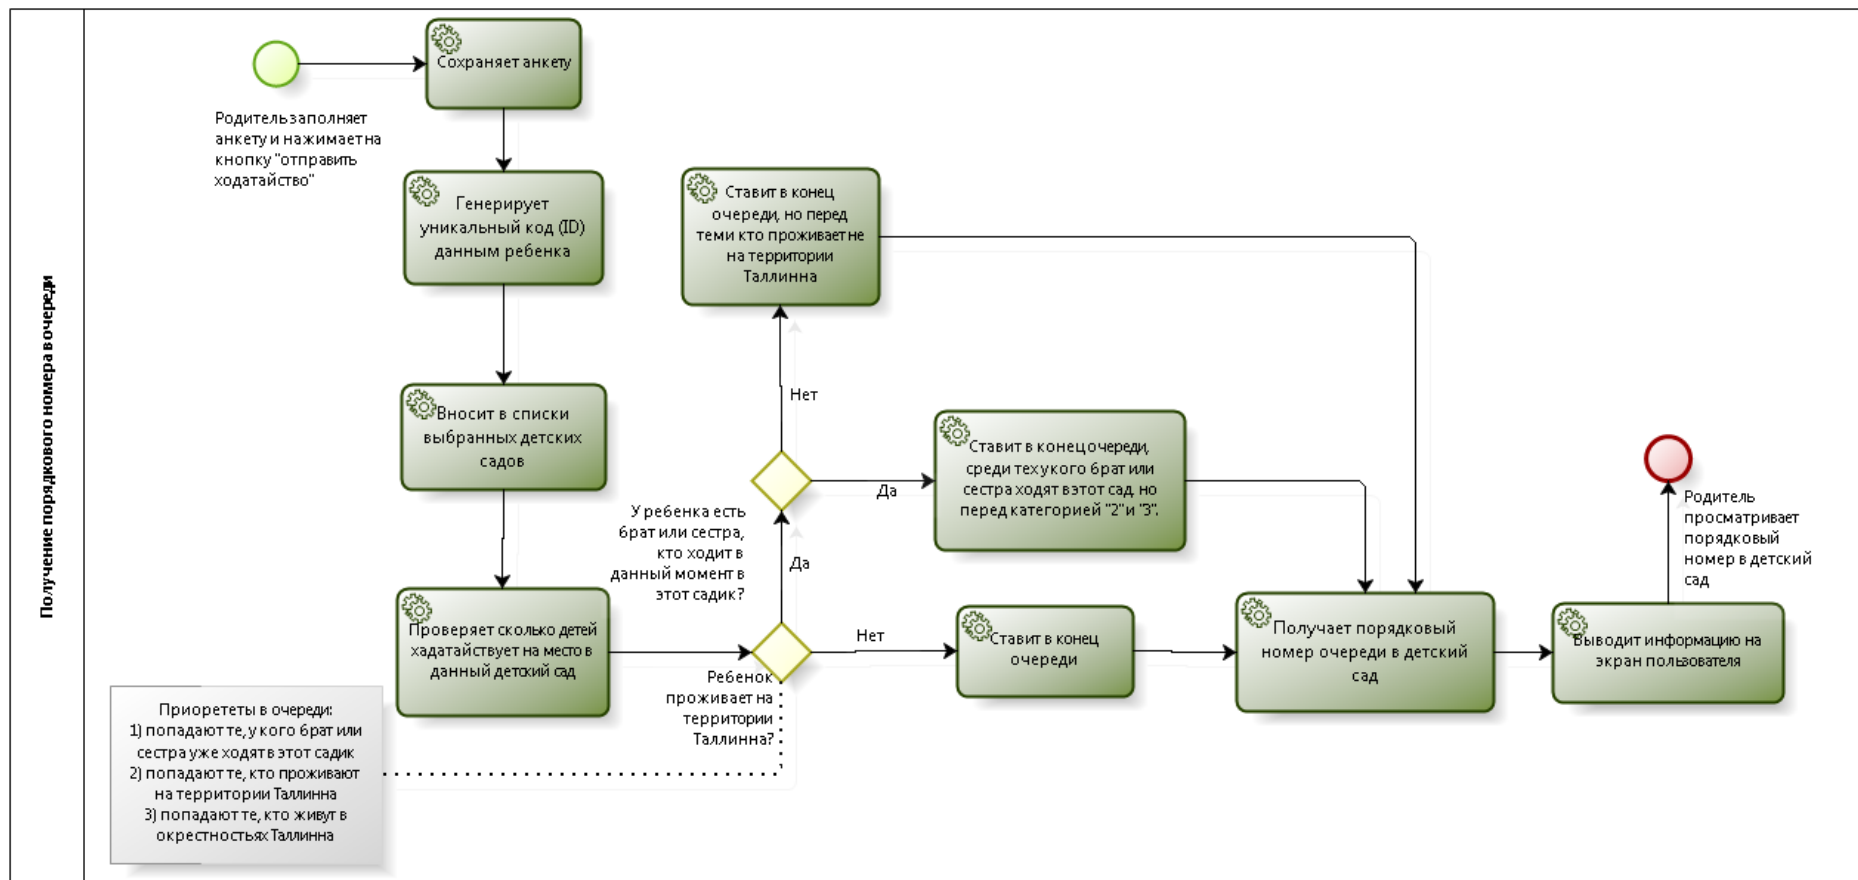 Получение порядкового номера в очереди
Сохраняет анкету
Родитель заполняет
анкету и нажимает на
кнопку "отправить
ходатайство"
Генерирует
уникальный код (ID)
данным ребенка
Вносит в списки
выбранных детских
садов
Проверяет сколько детей
хадатайствует на место в
данный детский сад
Приорететы в очереди:
1) попадают те, у кого брат или
сестра уже ходят в этот садик
2) попадают те, кто проживают
на территории Таллинна
3) попадают те, кто живут в
окрестностьях Таллинна
Ребенок
проживает на
территории
Таллинна?
Да
Нет
У ребенка есть
брат или сестра,
кто ходит в
данный момент в
этот садик?
Нет
Да
Ставит в конец
очереди, но перед
теми кто проживает не
на территории
Таллинна
Ставит в конец очереди,
среди тех у кого брат или
сестра ходят в этот сад, но
перед категорией "2" и "3".
Ставит в конец
очереди
Получает порядковый
номер очереди в детский
сад
Выводит информацию на
экран пользователя
Родитель
просматривает
порядковый
номер в детский
сад